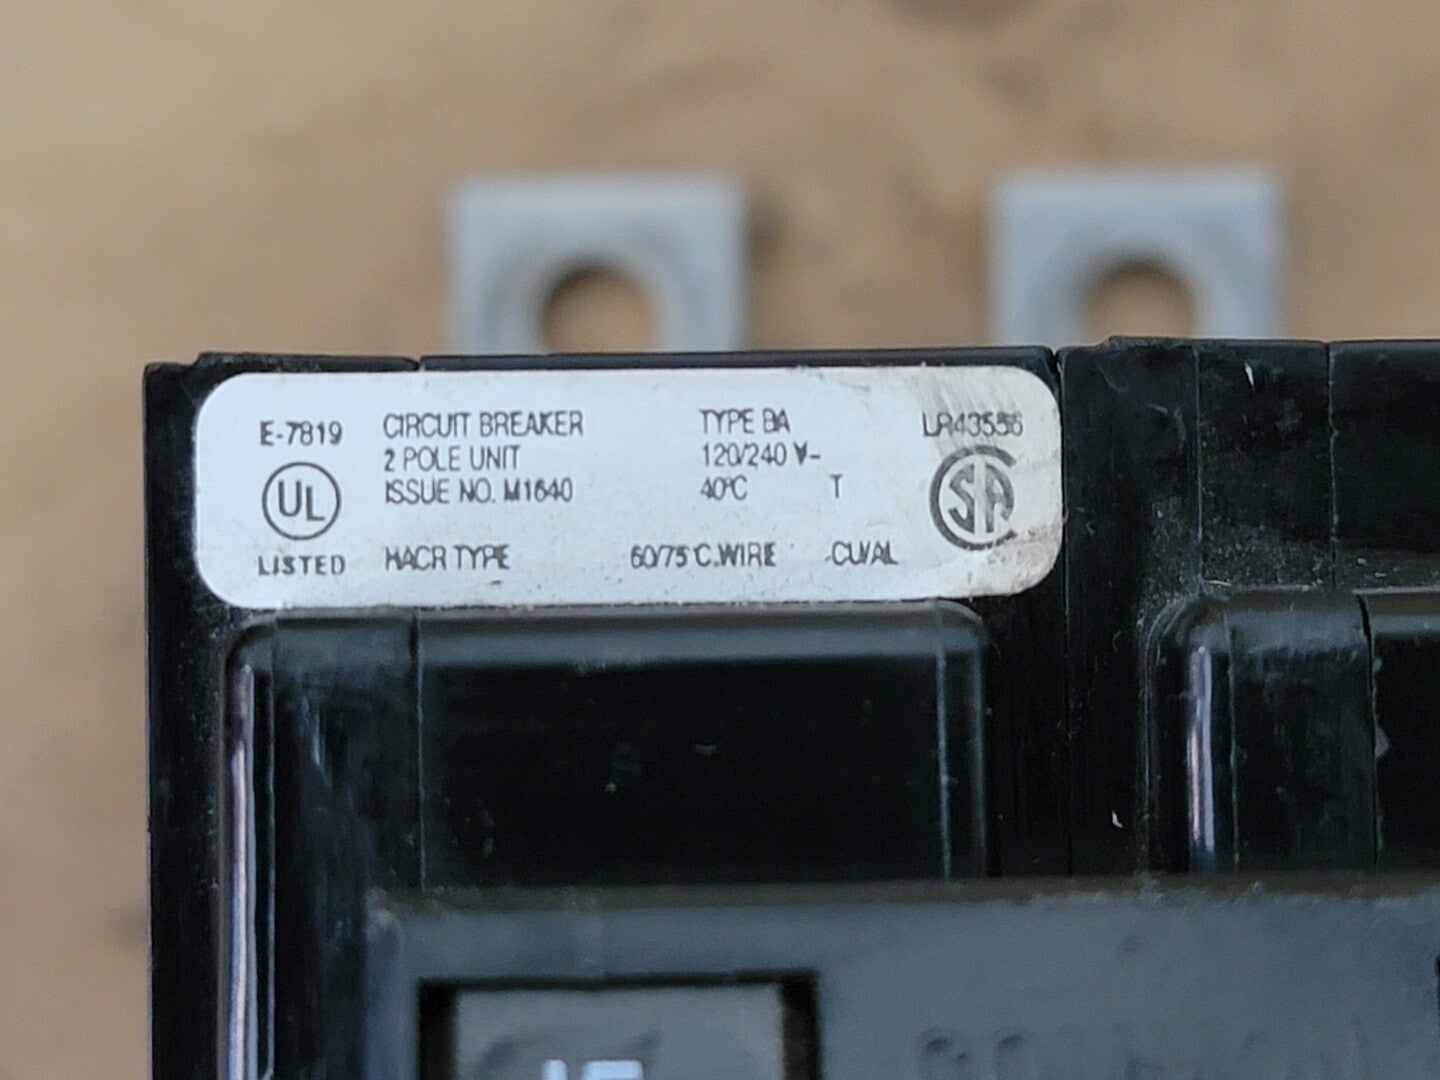 E-7819
UL
LISTED
CIRCUIT BREAKER
2 POLE UNIT
ISSUE NO. M1640
HACR TYPE
TYPE BA
120/240 V~
40°C T
60/75°C.WIRE CU/AL
LR43556
SA